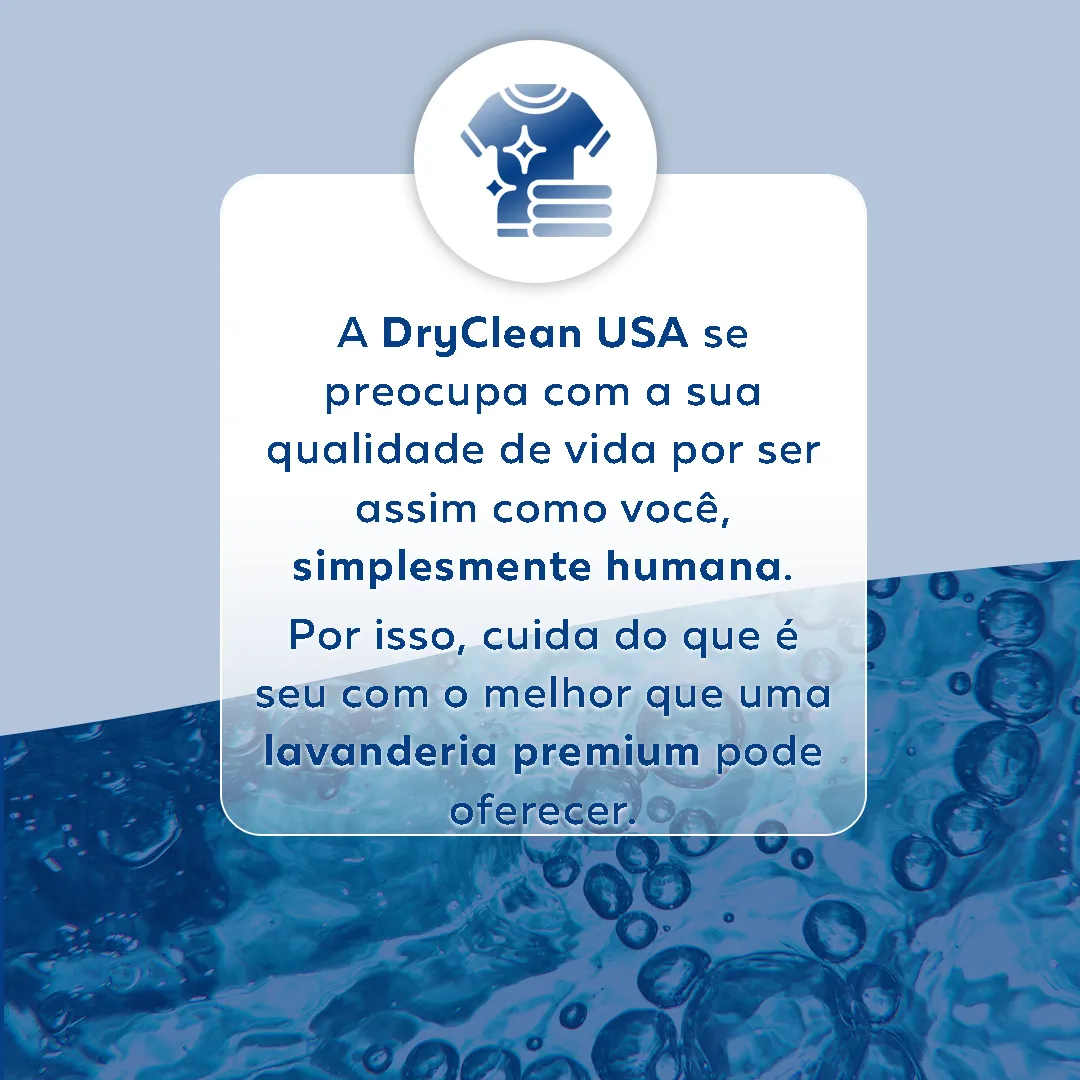 A DryClean USA se
preocupa com a sua
qualidade de vida por ser
assim como você,
simplesmente humana.
Por isso, cuida do que é
seu com o melhor que uma
lavanderia premium pode
oferecer.